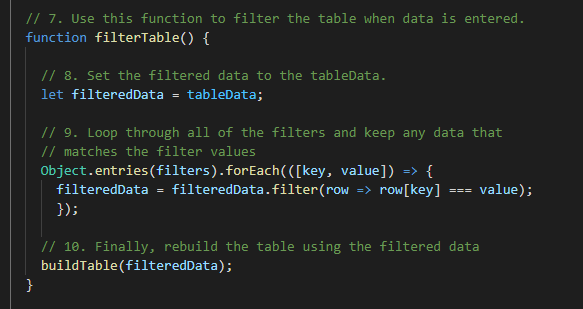 // 7. Use this function to filter the table when data is entered.
function filterTable() {
// 8. Set the filtered data to the tableData.
let filteredData = tableData;
// 9. Loop through all of the filters and keep any data that
// matches the filter values
Object.entries(filters).forEach(([key, value]) => {
filteredData = filteredData.filter(row => row[key] === value);
});
// 10. Finally, rebuild the table using the filtered data
buildTable(filteredData);
}